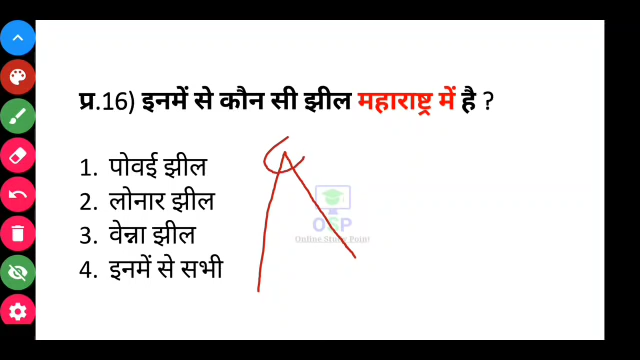 प्र.16) इनमें से कौन सी झील महाराष्ट्र में है ?
1. पोवई झील
2. लोनार झील
3. वेन्ना झील
4. इनमें से सभी
OSP
Online Study Point